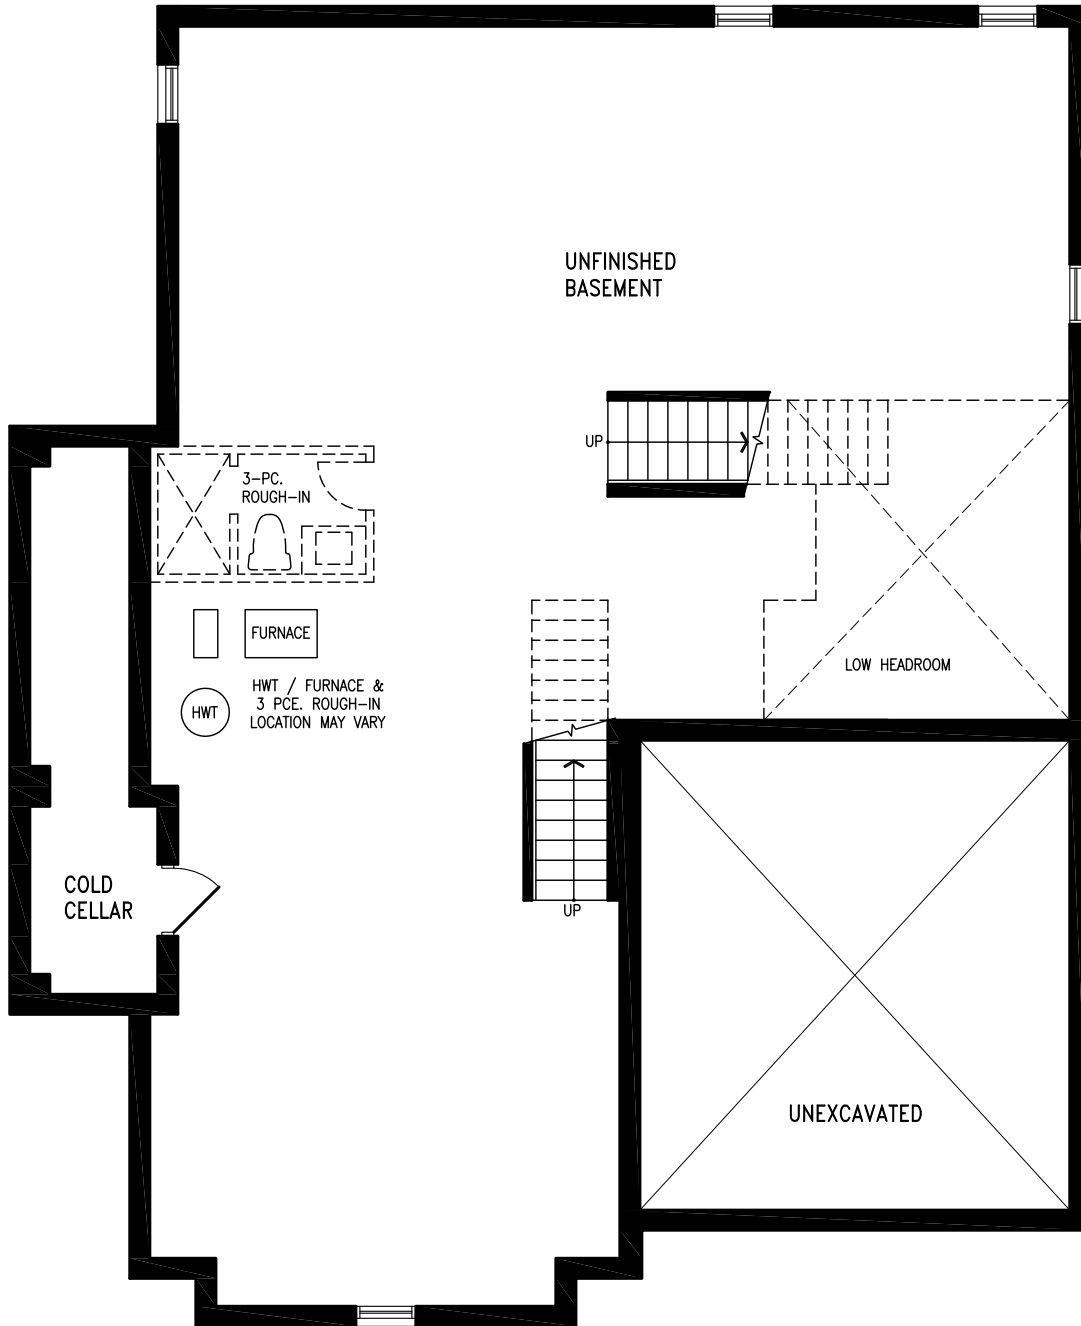 UNFINISHED
BASEMENT
UP
3-PC.
ROUGH-IN
FURNACE
LOW HEADROOM
HWT / FURNACE &
3 PCE. ROUGH-IN
LOCATION MAY VARY
HWT
COLD
CELLAR
UP
UNEXCAVATED